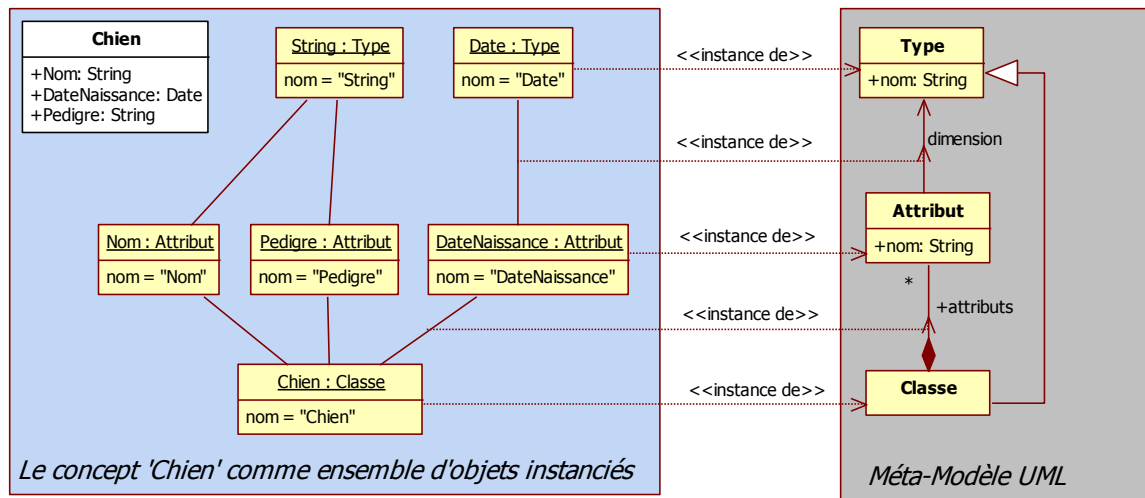 Chien
+Nom: String
+DateNaissance: Date
+Pedigre: String
String : Type
nom = "String"
Date : Type
nom = "Date"
<<instance de>>
Type
+nom: String
<<instance de>>
dimension
Nom : Attribut
nom = "Nom"
Pedigre : Attribut
nom = "Pedigre"
DateNaissance : Attribut
nom = "DateNaissance"
<<instance de>>
Attribut
+nom: String
*
+attributs
<<instance de>>
Chien : Classe
nom = "Chien"
<<instance de>>
Classe
Le concept 'Chien' comme ensemble d'objets instanciés
Méta-Modèle UML